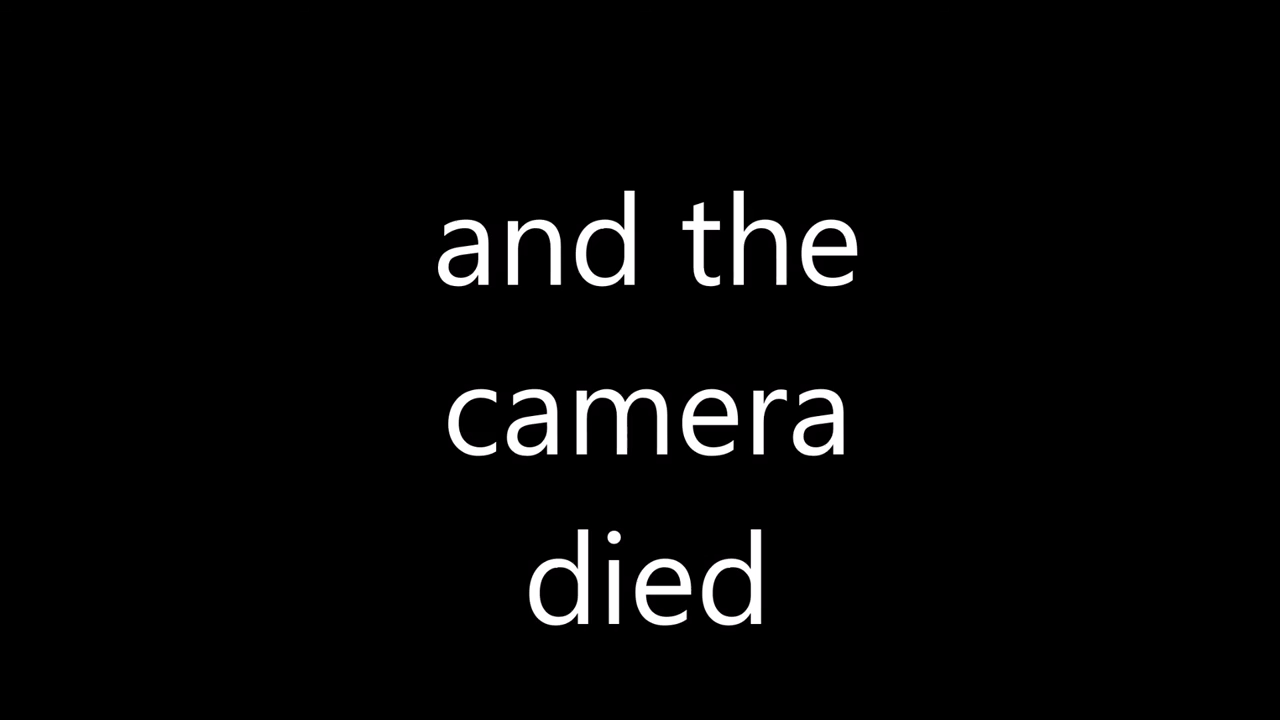 and the
camera
died